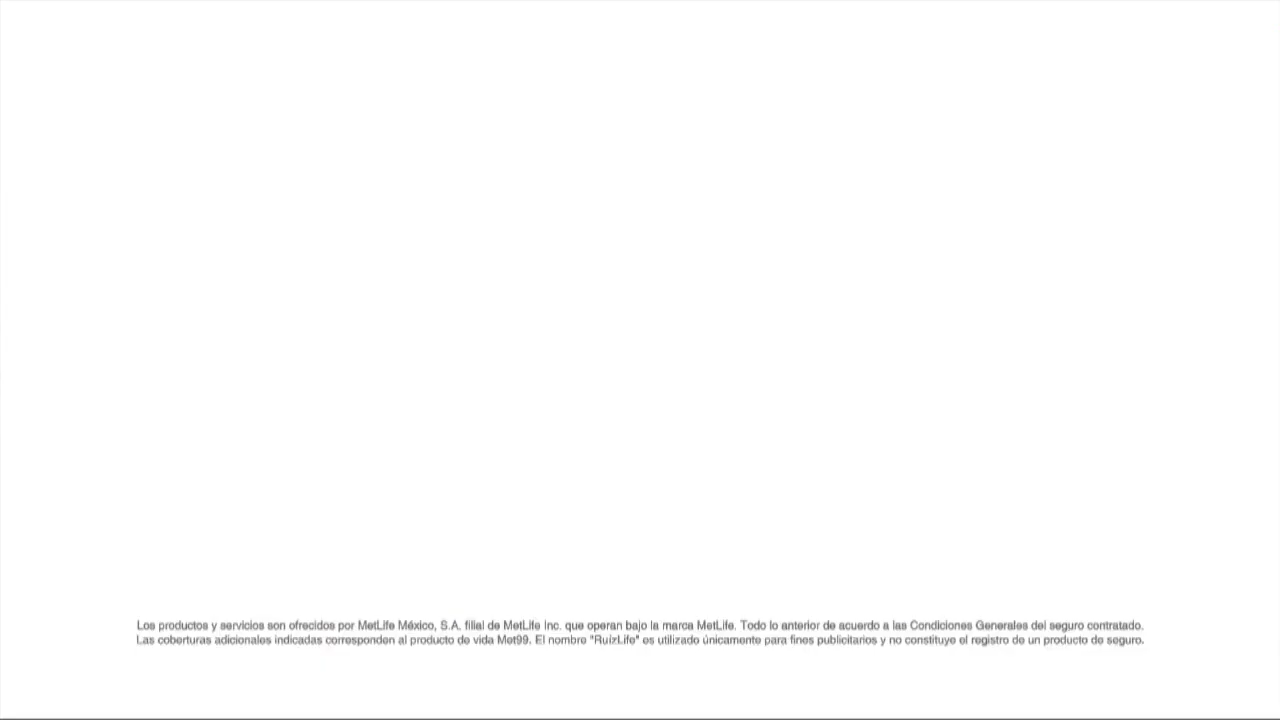 Los productos y servicios son ofrecidos por MetLife México, S.A. filial de MetLife Inc. que operan bajo la marca MetLife. Todo lo anterior de acuerdo a las Condiciones Generales del seguro contratado.
Las coberturas adicionales indicadas corresponden al producto de vida Met99. El nombre "RuizLife" es utilizado únicamente para fines publicitarios y no constituye el registro de un producto de seguro.